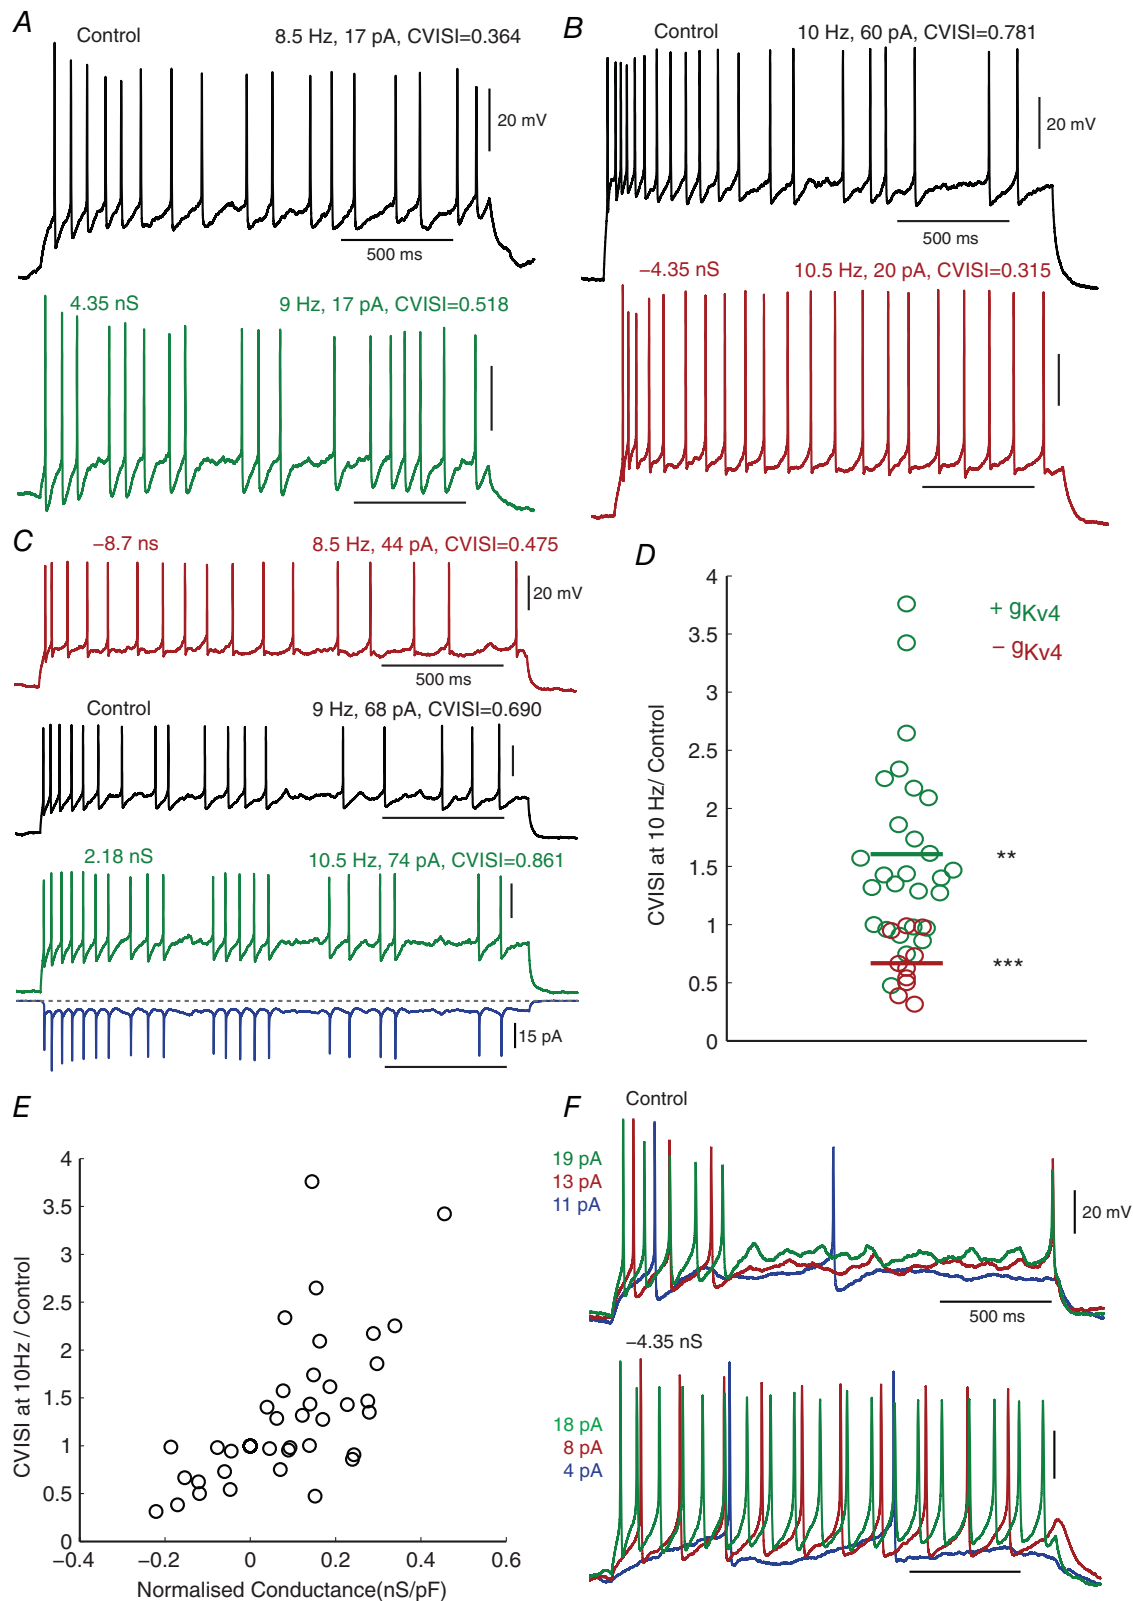 A
Control
8.5 Hz, 17 pA, CVISI=0.364
20 mV
500 ms
4.35 nS
9 Hz, 17 pA, CVISI=0.518
B
Control
10 Hz, 60 pA, CVISI=0.781
20 mV
500 ms
−4.35 nS
10.5 Hz, 20 pA, CVISI=0.315
C
−8.7 ns
8.5 Hz, 44 pA, CVISI=0.475
20 mV
500 ms
Control
9 Hz, 68 pA, CVISI=0.690
2.18 nS
10.5 Hz, 74 pA, CVISI=0.861
15 pA
D
CVISI at 10 Hz/ Control
4
3.5
3
2.5
2
1.5
1
0.5
0
+ gKv4
− gKv4
**
***
E
CVISI at 10Hz / Control
4
3.5
3
2.5
2
1.5
1
0.5
0
−0.4
−0.2
0
0.2
0.4
0.6
Normalised Conductance(nS/pF)
F
Control
19 pA
13 pA
11 pA
20 mV
500 ms
−4.35 nS
18 pA
8 pA
4 pA